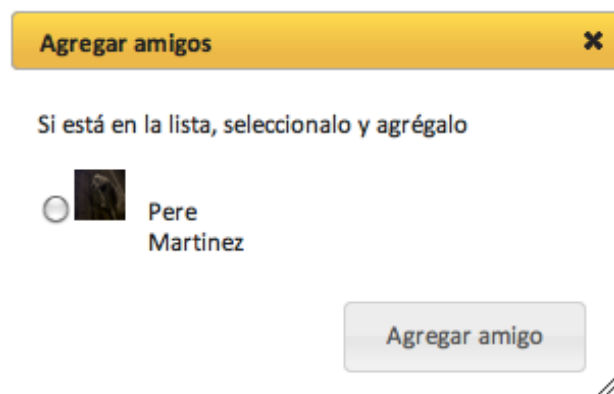 Agregar amigos
Si está en la lista, seleccionalo y agrégalo
Pere
Martinez
Agregar amigo